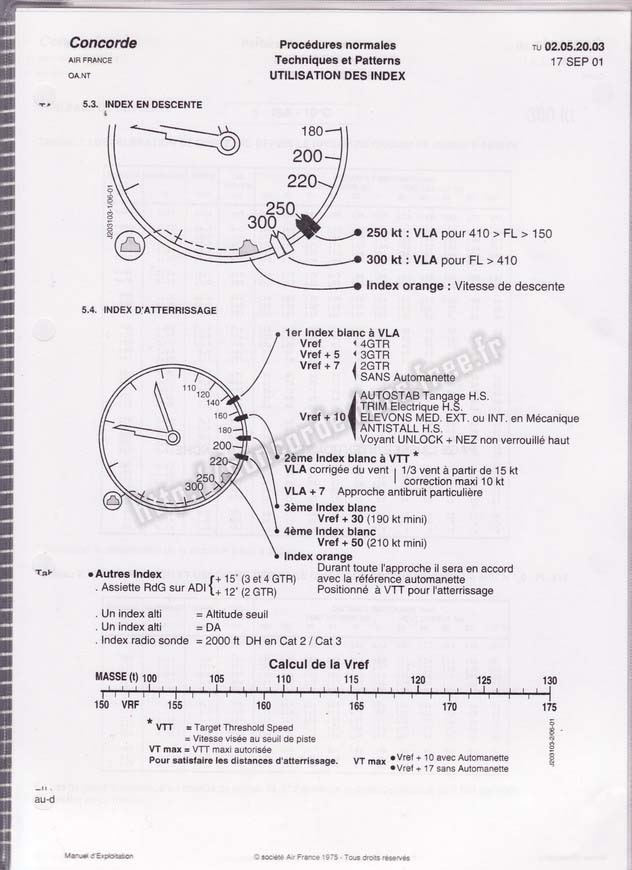 Concorde
AIR FRANCE
OA.NT
Procédures normales
Techniques et Patterns
UTILISATION DES INDEX
TU 02.05.20.03
17 SEP 01
5.3. INDEX EN DESCENTE
180
200
220
250
300
J203103-1/06-01
250 kt : VLA pour 410 > FL > 150
300 kt : VLA pour FL > 410
Index orange : Vitesse de descente
5.4. INDEX D'ATTERRISSAGE
110
120
140
160
180
200
220
250
300
1er Index blanc à VLA
Vref 4GTR
Vref + 5 3GTR
Vref + 7 2GTR
SANS Automanette
Vref + 10
AUTOSTAB Tangage H.S.
TRIM Electrique H.S.
ELEVONS MED. EXT. ou INT. en Mécanique
ANTISTALL H.S.
Voyant UNLOCK + NEZ non verrouillé haut
2ème Index blanc à VTT *
VLA corrigée du vent 1/3 vent à partir de 15 kt
correction maxi 10 kt
VLA + 7 Approche antibruit particulière
3ème Index blanc
Vref + 30 (190 kt mini)
4ème Index blanc
Vref + 50 (210 kt mini)
Index orange
Durant toute l'approche il sera en accord
avec la référence automanette
Positionné à VTT pour l'atterrissage
Autres Index
. Assiette RdG sur ADI + 15° (3 et 4 GTR)
+ 12° (2 GTR)
. Un index alti = Altitude seuil
. Un index alti = DA
. Index radio sonde = 2000 ft DH en Cat 2 / Cat 3
Calcul de la Vref
MASSE (t) 100 105 110 115 120 125 130
150 VRF 155 160 165 170 175
* VTT = Target Threshold Speed
= Vitesse visée au seuil de piste
VT max = VTT maxi autorisée
Pour satisfaire les distances d'atterrissage.
VT max Vref + 10 avec Automanette
Vref + 17 sans Automanette
J203103-2/06-01
au-d
Manuel d'Exploitation
© société Air France 1975 - Tous droits réservés